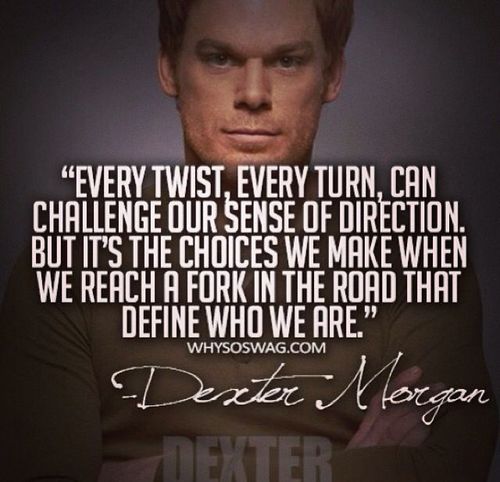 “EVERY TWIST, EVERY TURN, CAN
CHALLENGE OUR SENSE OF DIRECTION.
BUT IT’S THE CHOICES WE MAKE WHEN
WE REACH A FORK IN THE ROAD THAT
DEFINE WHO WE ARE.”
WHYSOSWAG.COM
-Dexter Morgan
DEXTER